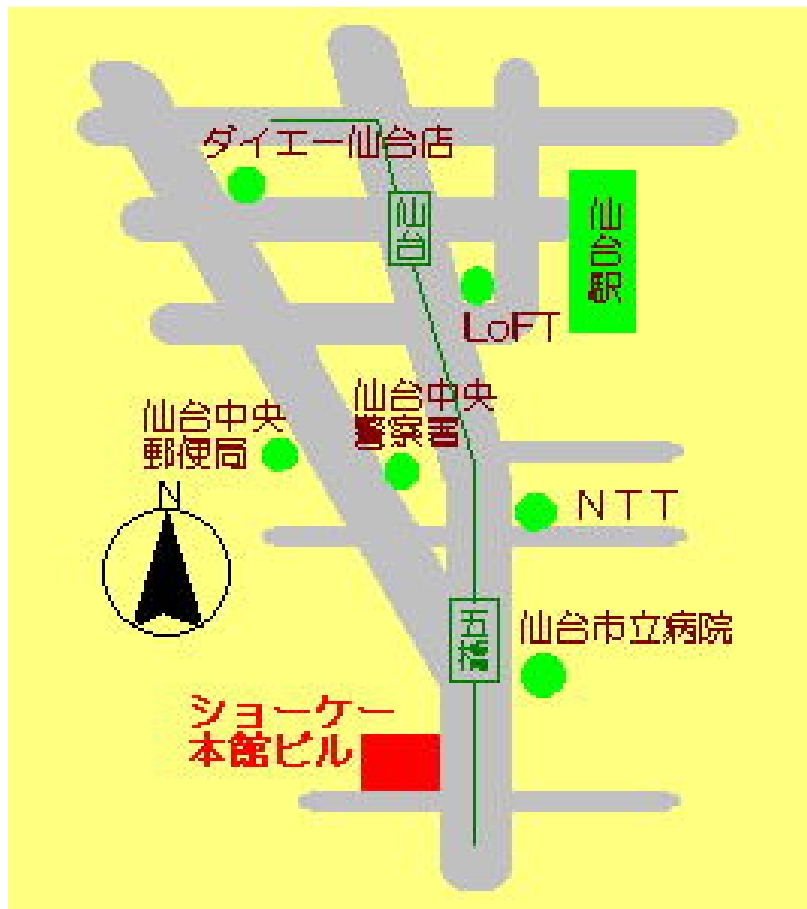 ダイエー仙台店
仙台
仙台駅
LoFT
仙台中央
郵便局
仙台中央
警察署
N
NTT
五橋
仙台市立病院
ショーケー
本館ビル